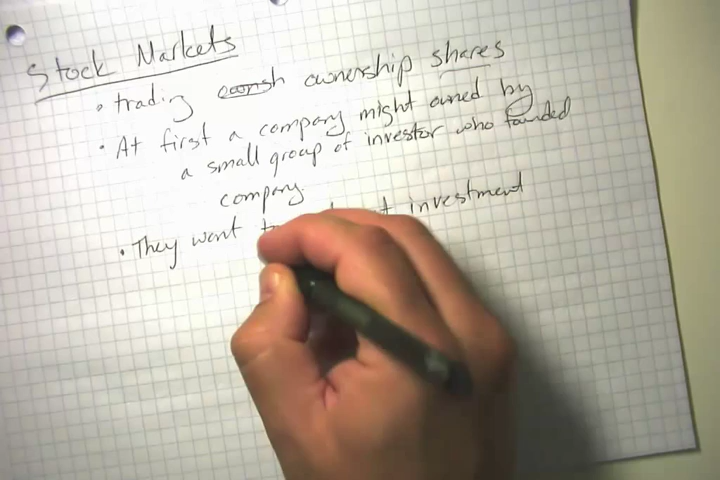 Stock Markets
• trading ownership shares
• At first a company might owned by
a small group of investor who founded
company.
• They want investment